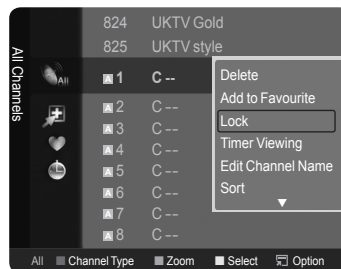 824 UKTV Gold
825 UKTV style
All Channels
All
A 1 C --
A 2 C --
A 3 C --
A 4 C --
A 5 C --
A 6 C --
A 7 C --
A 8 C --
Delete
Add to Favourite
Lock
Timer Viewing
Edit Channel Name
Sort
All Channel Type Zoom Select Option